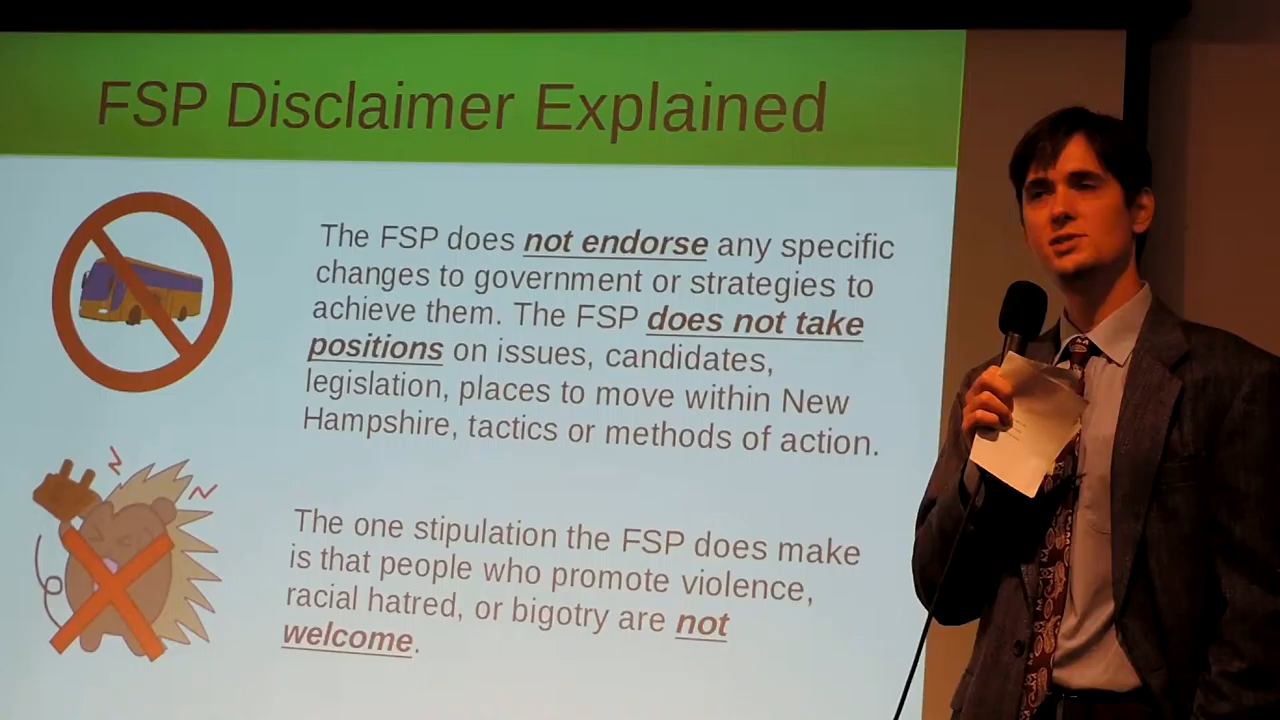 FSP Disclaimer Explained
The FSP does not endorse any specific
changes to government or strategies to
achieve them. The FSP does not take
positions on issues, candidates,
legislation, places to move within New
Hampshire, tactics or methods of action.
The one stipulation the FSP does make
is that people who promote violence,
racial hatred, or bigotry are not
welcome.